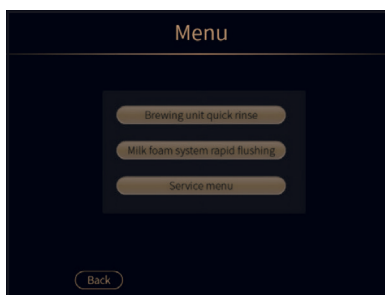 Menu
Brewing unit quick rinse
Milk foam system rapid flushing
Service menu
Back